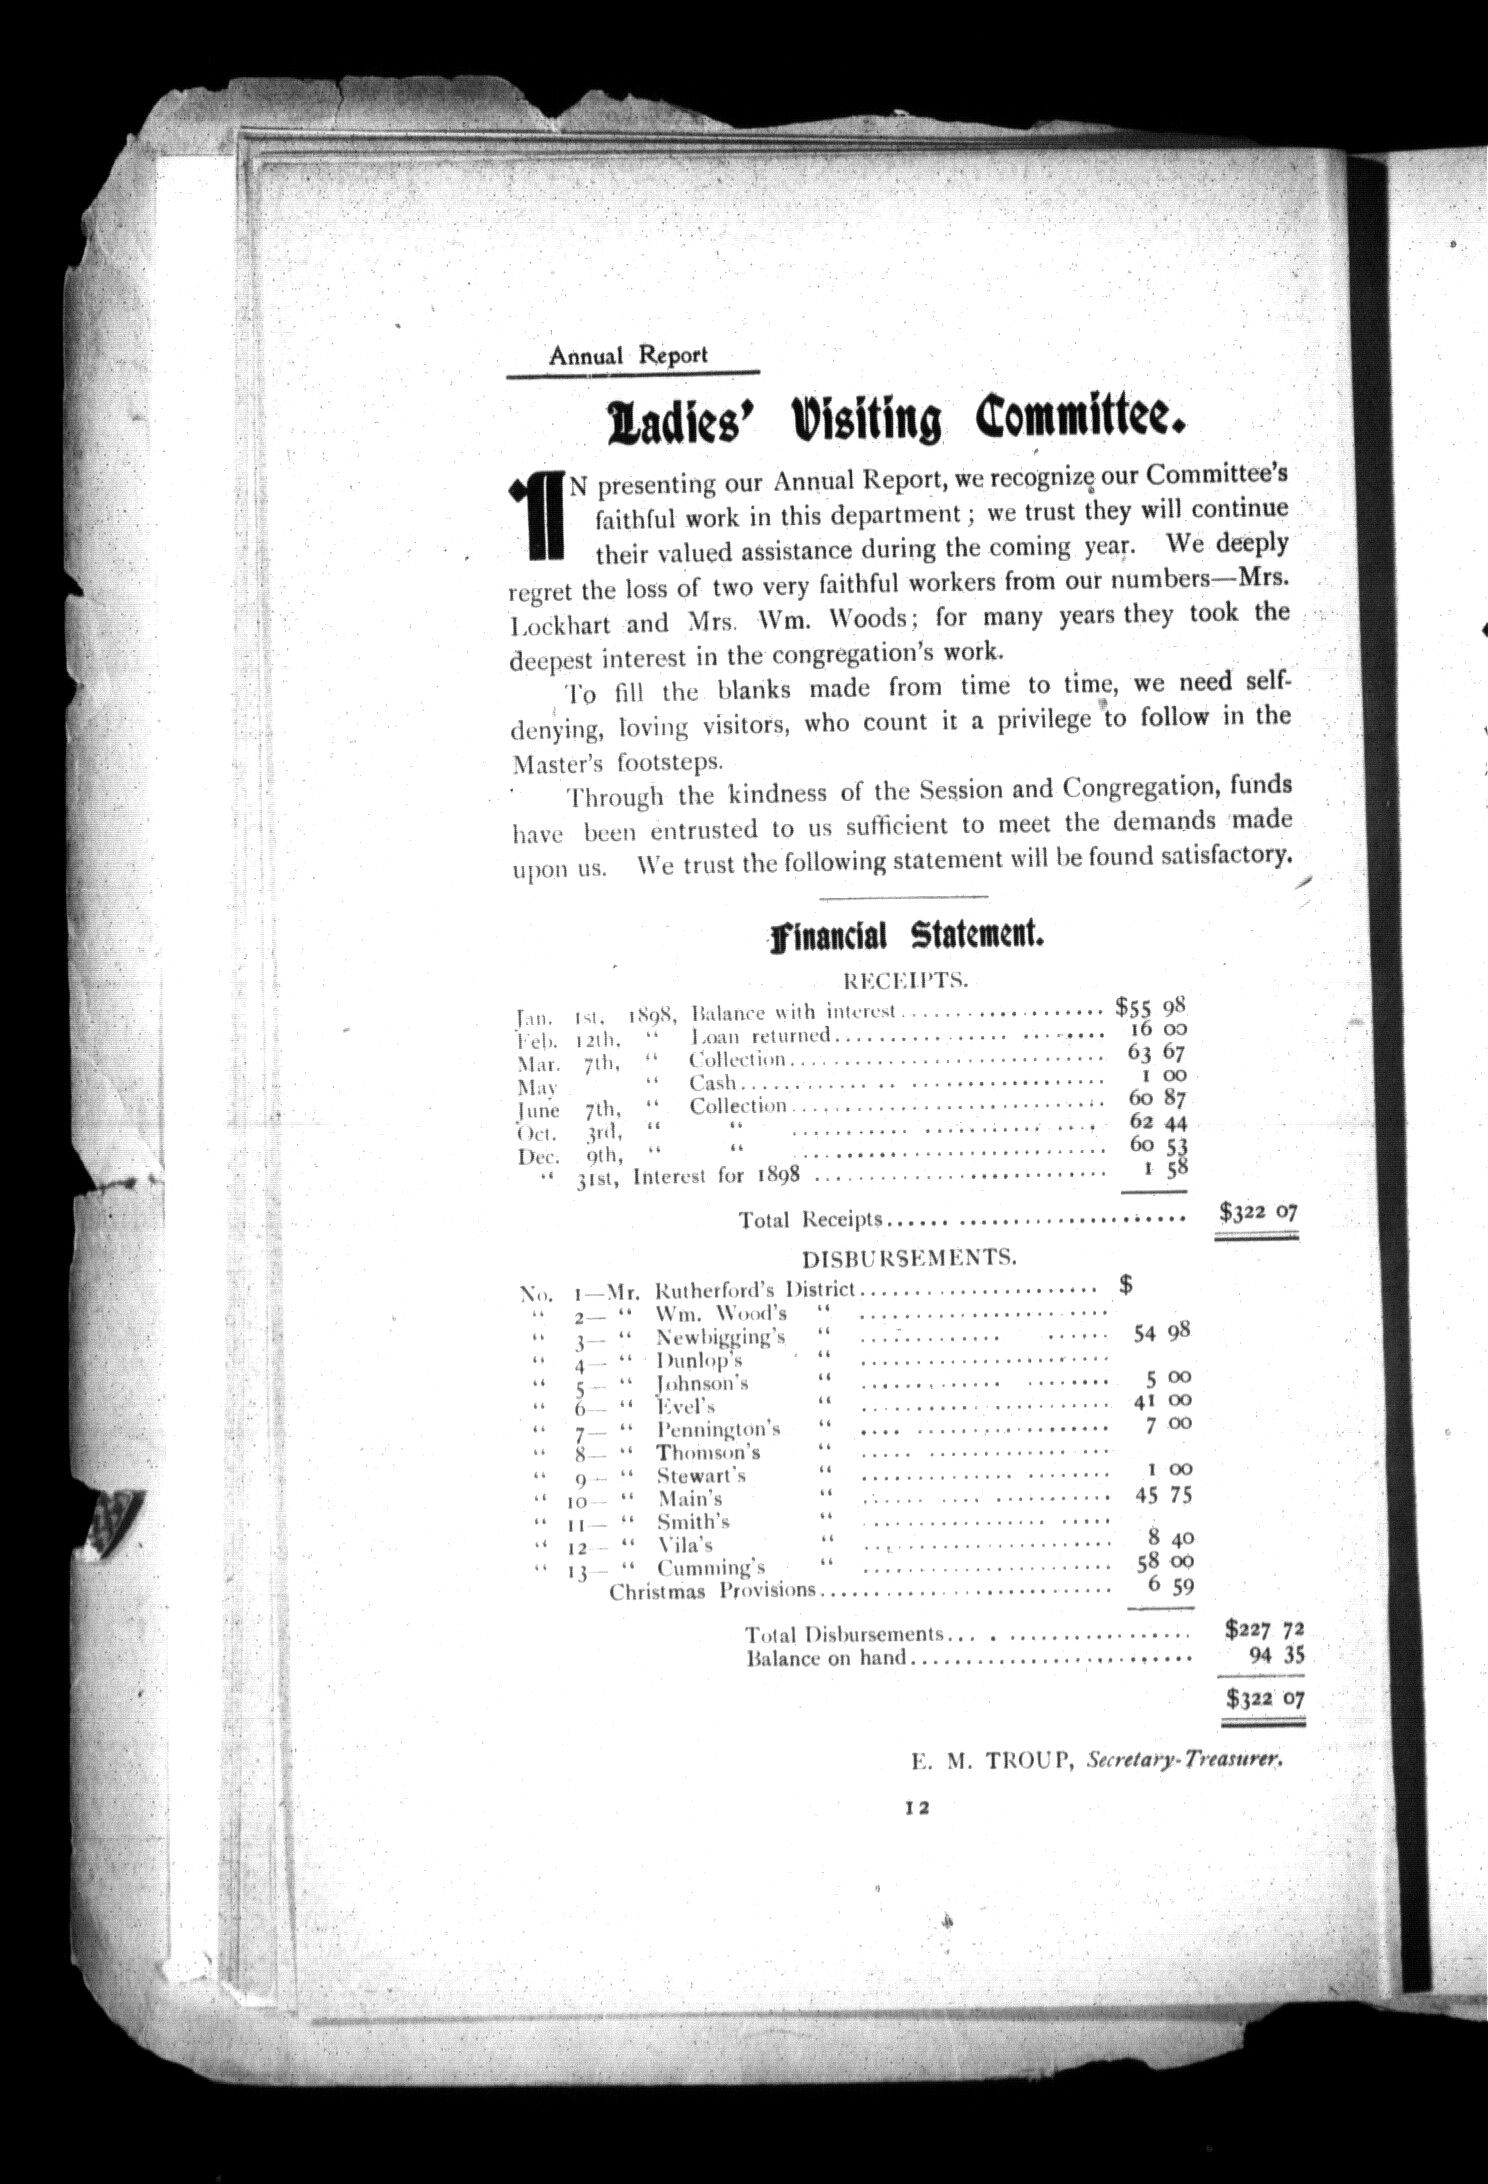 Annual Report
Ladies' Visiting Committee.
IN presenting our Annual Report, we recognize our Committee's
faithful work in this department; we trust they will continue
their valued assistance during the coming year. We deeply
regret the loss of two very faithful workers from our numbers—Mrs.
Lockhart and Mrs. Wm. Woods; for many years they took the
deepest interest in the congregation's work.
To fill the blanks made from time to time, we need self-
denying, loving visitors, who count it a privilege to follow in the
Master's footsteps.
Through the kindness of the Session and Congregation, funds
have been entrusted to us sufficient to meet the demands made
upon us. We trust the following statement will be found satisfactory.
Financial Statement.
RECEIPTS.
Jan. 1st, 1898, Balance with interest.................... $55 98
Feb. 12th, “ Loan returned.......................... 16 00
Mar. 7th, “ Collection.............................. 63 67
May “ Cash.................................. 1 00
June 7th, “ Collection.............................. 60 87
Oct. 3rd, “ “ .............................. 62 44
Dec. 9th, “ “ .............................. 60 53
“ 31st, Interest for 1898 ............................ 1 58
Total Receipts.............................. $322 07
DISBURSEMENTS.
No. 1—Mr. Rutherford's District........................ $
“ 2— “ Wm. Wood's “ ........................
“ 3— “ Newbigging's “ ........................ 54 98
“ 4— “ Dunlop's “ ........................
“ 5— “ Johnson's “ ........................ 5 00
“ 6— “ Evel's “ ........................ 41 00
“ 7— “ Pennington's “ ........................ 7 00
“ 8— “ Thomson's “ ........................
“ 9— “ Stewart's “ ........................ 1 00
“ 10— “ Main's “ ........................ 45 75
“ 11— “ Smith's “ ........................
“ 12— “ Vila's “ ........................ 8 40
“ 13— “ Cumming's “ ........................ 58 00
Christmas Provisions............................ 6 59
Total Disbursements........................ $227 72
Balance on hand.......................... 94 35
$322 07
E. M. TROUP, Secretary-Treasurer.
12